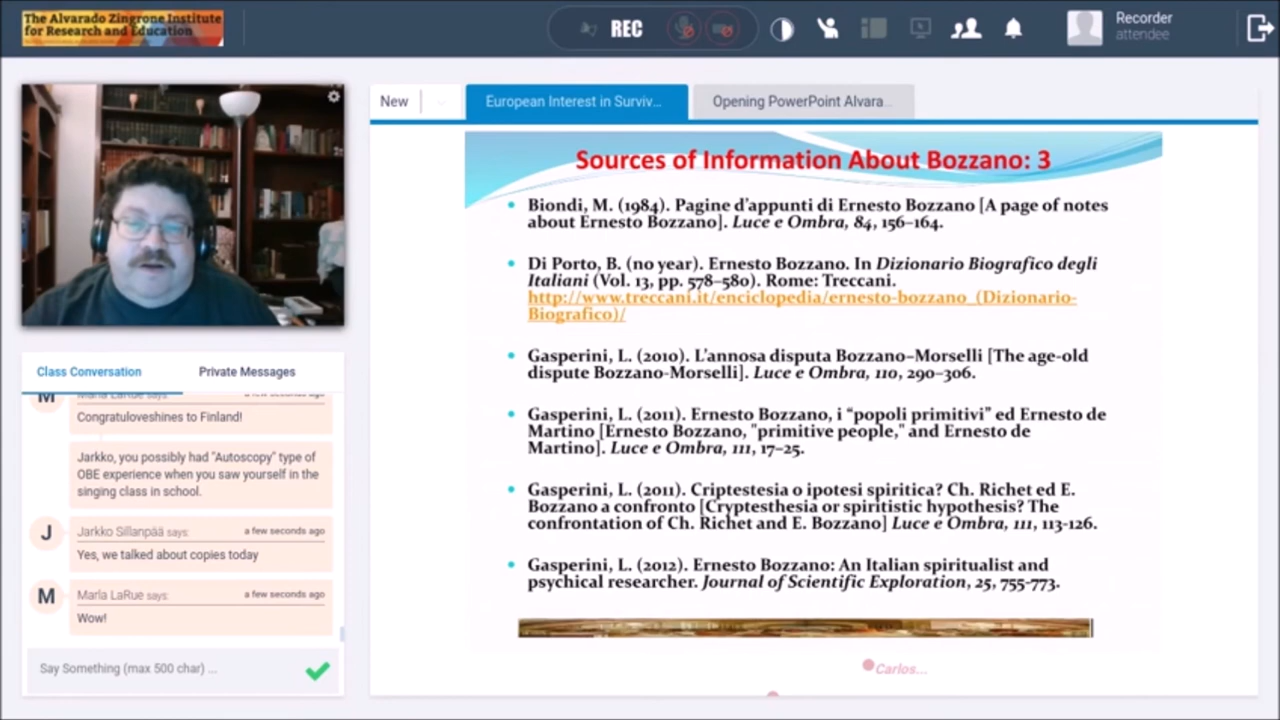 The Alvarado Zingrone Institute
for Research and Education
REC
Recorder
attendee
New
European Interest in Surviv...
Opening PowerPoint Alvara
Class Conversation
Private Messages
M
Marla LaRue says:
a few seconds ago
Congratuloveshines to Finland!
Jarkko, you possibly had "Autoscopy" type of
OBE experience when you saw yourself in the
singing class in school.
J
Jarkko Sillanpää says:
a few seconds ago
Yes, we talked about copies today
M
Marla LaRue says:
a few seconds ago
Wow!
Say Something (max 500 char) ...
Sources of Information About Bozzano: 3
• Biondi, M. (1984). Pagine d'appunti di Ernesto Bozzano [A page of notes
about Ernesto Bozzano]. Luce e Ombra, 84, 156–164.
• Di Porto, B. (no year). Ernesto Bozzano. In Dizionario Biografico degli
Italiani (Vol. 13, pp. 578–580). Rome: Treccani.
http://www.treccani.it/enciclopedia/ernesto-bozzano_(Dizionario-
Biografico)/
• Gasperini, L. (2010). L'annosa disputa Bozzano–Morselli [The age-old
dispute Bozzano-Morselli]. Luce e Ombra, 110, 290–306.
• Gasperini, L. (2011). Ernesto Bozzano, i “popoli primitivi” ed Ernesto de
Martino [Ernesto Bozzano, "primitive people," and Ernesto de
Martino]. Luce e Ombra, 111, 17–25.
• Gasperini, L. (2011). Criptestesia o ipotesi spiritica? Ch. Richet ed E.
Bozzano a confronto [Cryptesthesia or spiritistic hypothesis? The
confrontation of Ch. Richet and E. Bozzano] Luce e Ombra, 111, 113-126.
• Gasperini, L. (2012). Ernesto Bozzano: An Italian spiritualist and
psychical researcher. Journal of Scientific Exploration, 25, 755-773.
Carlos...